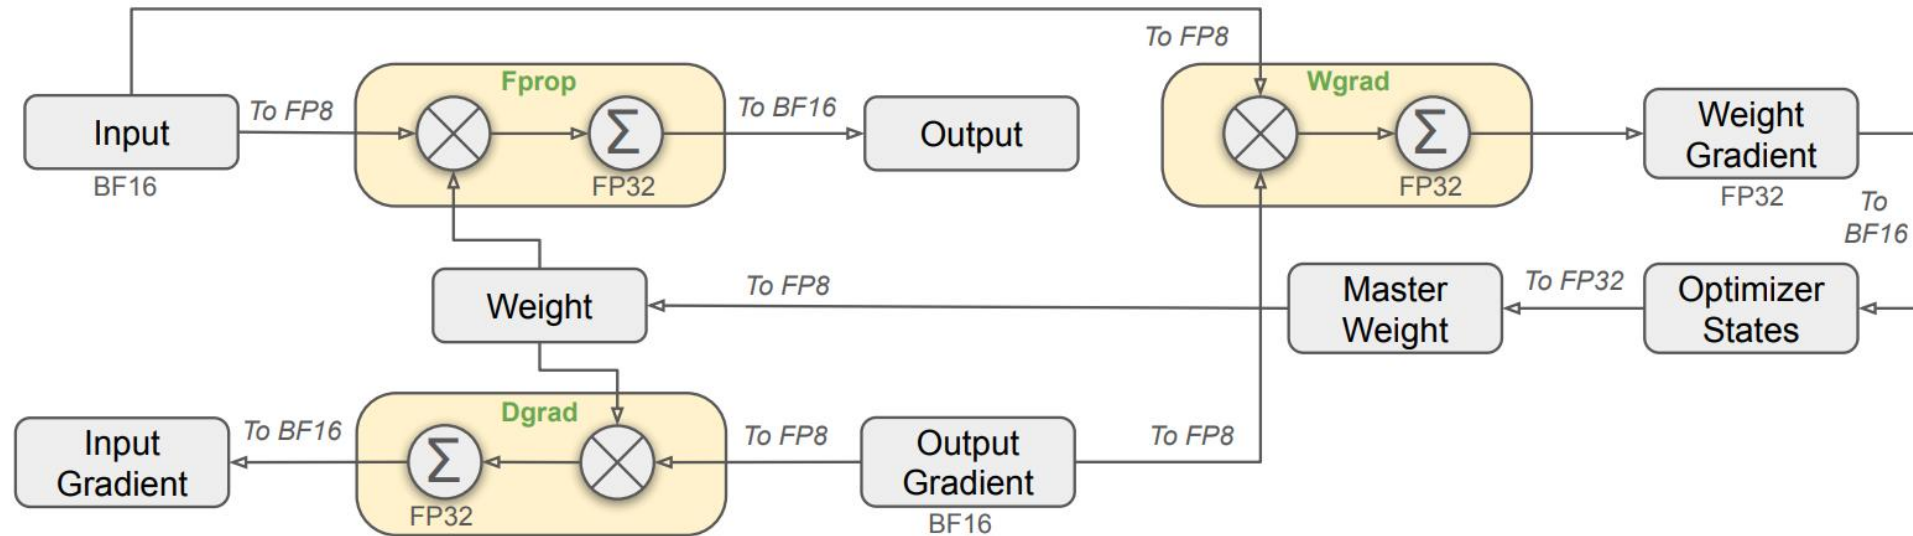 To FP8
Fprop
Wgrad
Input
To FP8
Σ
To BF16
Output
Σ
Weight
Gradient
BF16
FP32
FP32
FP32
To
BF16
Weight
To FP8
Master
Weight
To FP32
Optimizer
States
Dgrad
Input
Gradient
To BF16
Σ
To FP8
Output
Gradient
To FP8
FP32
BF16